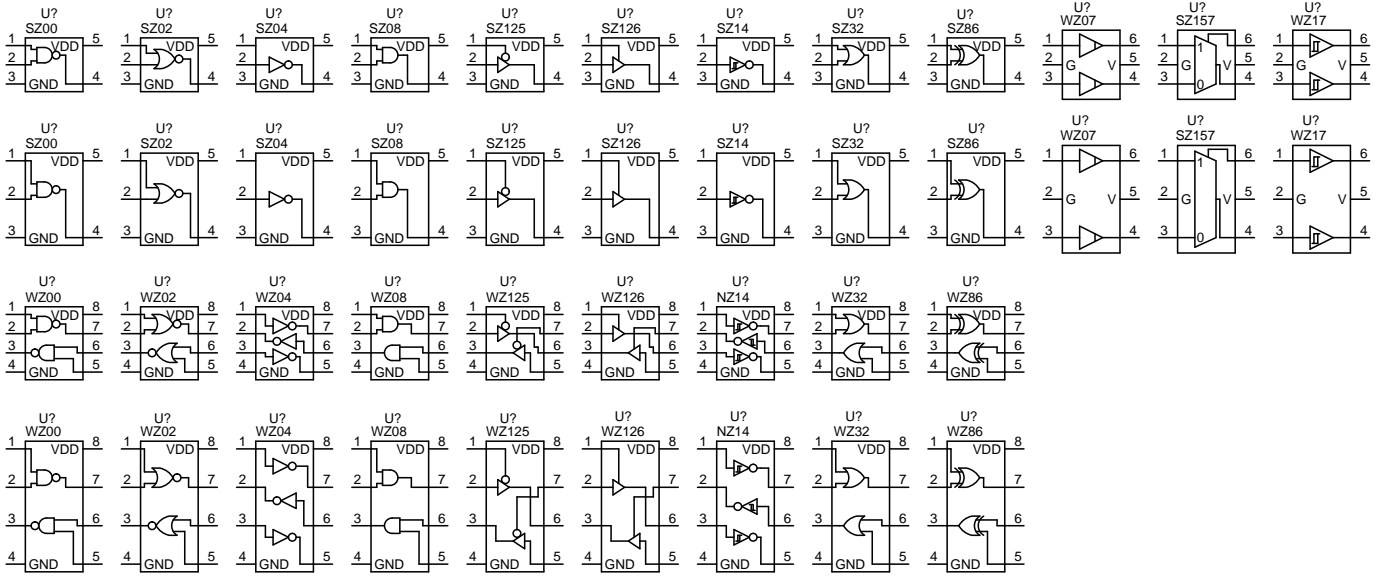 U? U? U? U? U? U? U? U? U? U? U? U?
SZ00 SZ02 SZ04 SZ08 SZ125 SZ126 SZ14 SZ32 SZ86 WZ07 SZ157 WZ17
1 VDD 5 1 VDD 5 1 VDD 5 1 VDD 5 1 VDD 5 1 VDD 5 1 VDD 5 1 VDD 5 1 VDD 5 1 6 1 1 6 1 6
2 2 2 2 2 2 2 2 2 2 G V 5 2 G V 5 2 G V 5
3 GND 4 3 GND 4 3 GND 4 3 GND 4 3 GND 4 3 GND 4 3 GND 4 3 GND 4 3 GND 4 3 4 3 0 4 3 4
U? U? U? U? U? U? U? U? U? U? U? U?
SZ00 SZ02 SZ04 SZ08 SZ125 SZ126 SZ14 SZ32 SZ86 WZ07 SZ157 WZ17
1 VDD 5 1 VDD 5 1 VDD 5 1 VDD 5 1 VDD 5 1 VDD 5 1 VDD 5 1 VDD 5 1 VDD 5 1 6 1 1 6 1 6
2 2 2 2 2 2 2 2 2 2 G V 5 2 G V 5 2 G V 5
3 GND 4 3 GND 4 3 GND 4 3 GND 4 3 GND 4 3 GND 4 3 GND 4 3 GND 4 3 GND 4 3 4 3 0 4 3 4
U? U? U? U? U? U? U? U? U?
WZ00 WZ02 WZ04 WZ08 WZ125 WZ126 NZ14 WZ32 WZ86
1 VDD 8 1 VDD 8 1 VDD 8 1 VDD 8 1 VDD 8 1 VDD 8 1 VDD 8 1 VDD 8 1 VDD 8
2 7 2 7 2 7 2 7 2 7 2 7 2 7 2 7 2 7
3 6 3 6 3 6 3 6 3 6 3 6 3 6 3 6 3 6
4 GND 5 4 GND 5 4 GND 5 4 GND 5 4 GND 5 4 GND 5 4 GND 5 4 GND 5 4 GND 5
U? U? U? U? U? U? U? U? U?
WZ00 WZ02 WZ04 WZ08 WZ125 WZ126 NZ14 WZ32 WZ86
1 VDD 8 1 VDD 8 1 VDD 8 1 VDD 8 1 VDD 8 1 VDD 8 1 VDD 8 1 VDD 8 1 VDD 8
2 7 2 7 2 7 2 7 2 7 2 7 2 7 2 7 2 7
3 6 3 6 3 6 3 6 3 6 3 6 3 6 3 6 3 6
4 GND 5 4 GND 5 4 GND 5 4 GND 5 4 GND 5 4 GND 5 4 GND 5 4 GND 5 4 GND 5